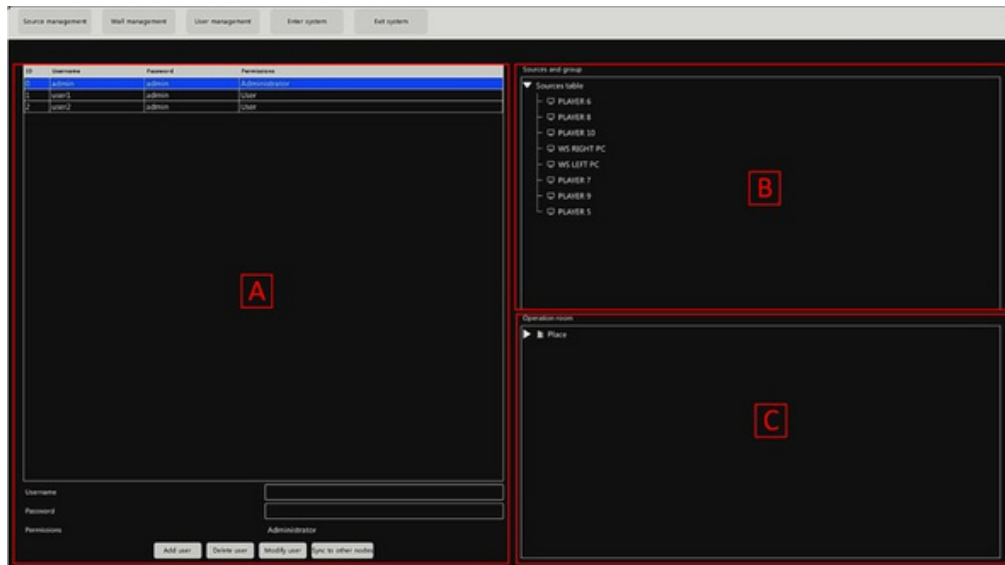 Source management Wall management User management Enter system Exit system
ID Username Password Permissions
0 admin admin Administrator
1 user1 admin User
2 user2 admin User
A
Username
Password
Permissions Administrator
Add user Delete user Modify user Sync to other nodes
Sources and group
Sources table
PLAYER 6
PLAYER 8
PLAYER 10
WS RIGHT PC
WS LEFT PC
PLAYER 7
PLAYER 9
PLAYER 5
B
Operation room
Place
C